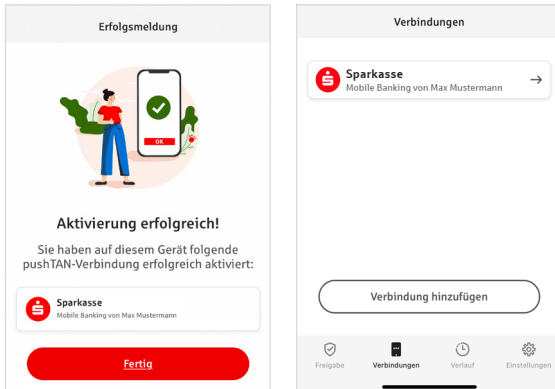 Erfolgsmeldung
OK
Aktivierung erfolgreich!
Sie haben auf diesem Gerät folgende
pushTAN-Verbindung erfolgreich aktiviert:
Sparkasse
Mobile Banking von Max Mustermann
Fertig
Verbindungen
Sparkasse
Mobile Banking von Max Mustermann
Verbindung hinzufügen
Freigabe Verbindungen Verlauf Einstellungen